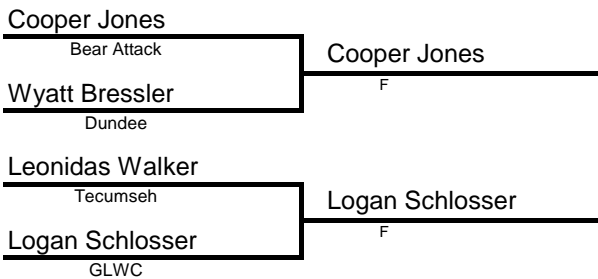 Cooper Jones
Bear Attack
Cooper Jones
F
Wyatt Bressler
Dundee
Leonidas Walker
Tecumseh
Logan Schlosser
F
Logan Schlosser
GLWC